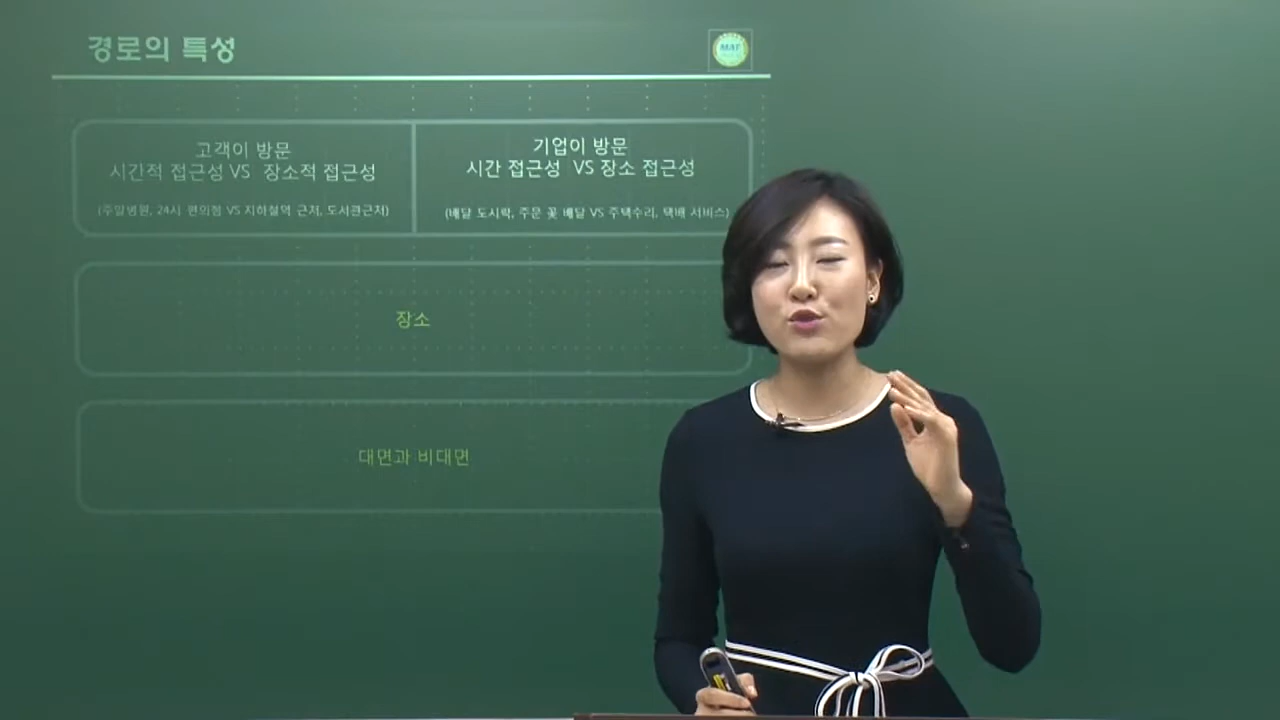 경로의 특성
MAT
고객이 방문
시간적 접근성 VS 장소적 접근성
(주말병원, 24시 편의점 VS 지하철역 근처, 도서관근처)
기업이 방문
시간 접근성 VS 장소 접근성
(배달 도시락, 주문 꽃 배달 VS 주택수리, 택배 서비스)
장소
대면과 비대면